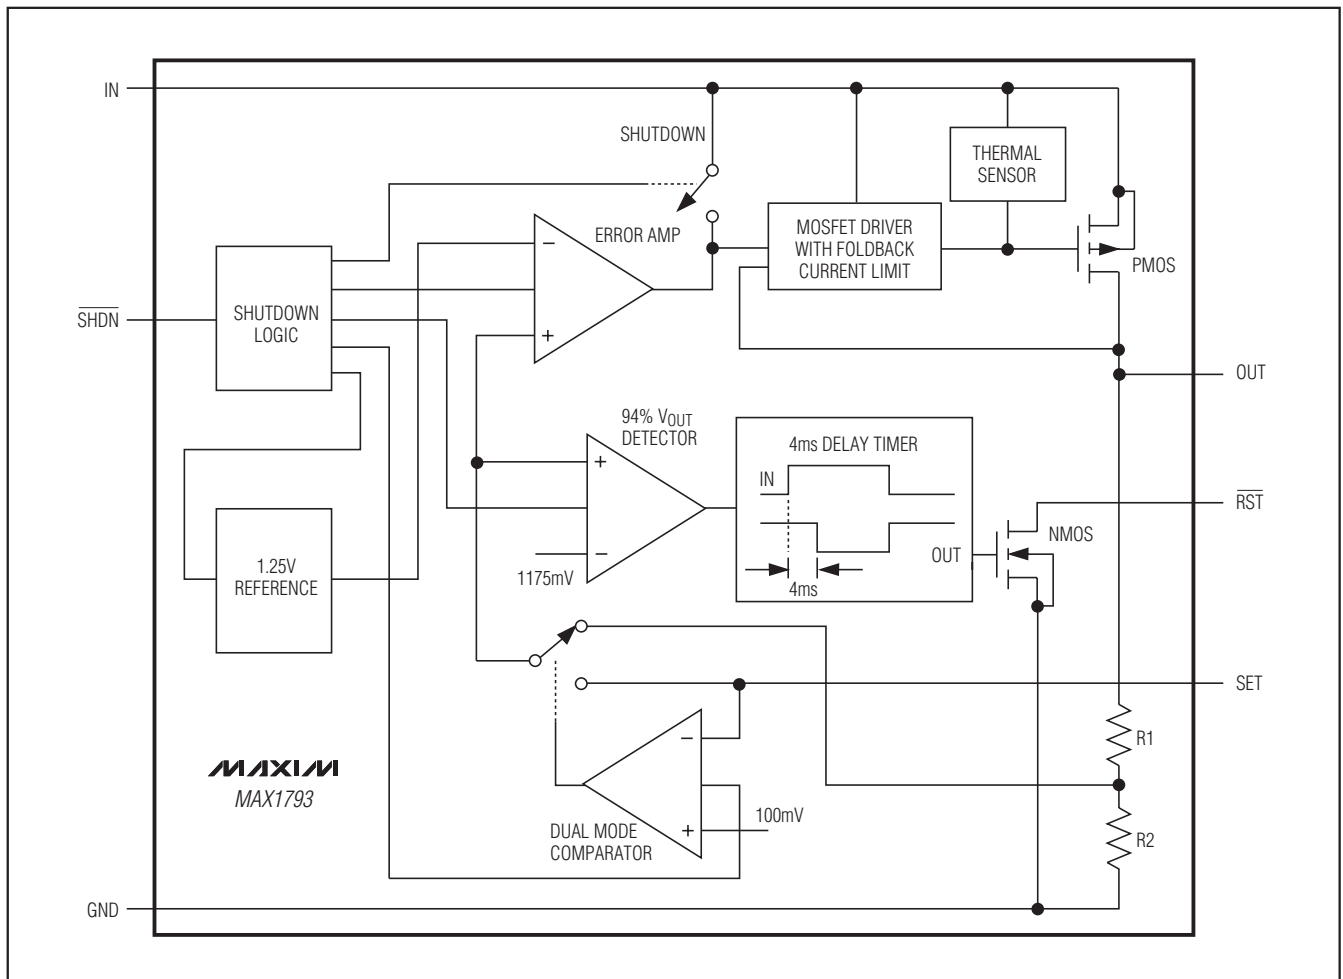 IN
SHUTDOWN
THERMAL
SENSOR
MOSFET DRIVER
WITH FOLDBACK
CURRENT LIMIT
ERROR AMP
−
+
PMOS
SHDN
SHUTDOWN
LOGIC
OUT
94% VOUT
DETECTOR
+
−
1175mV
4ms DELAY TIMER
IN
OUT
4ms
RST
NMOS
1.25V
REFERENCE
SET
−
+
100mV
DUAL MODE
COMPARATOR
R1
R2
MAXIM
MAX1793
GND